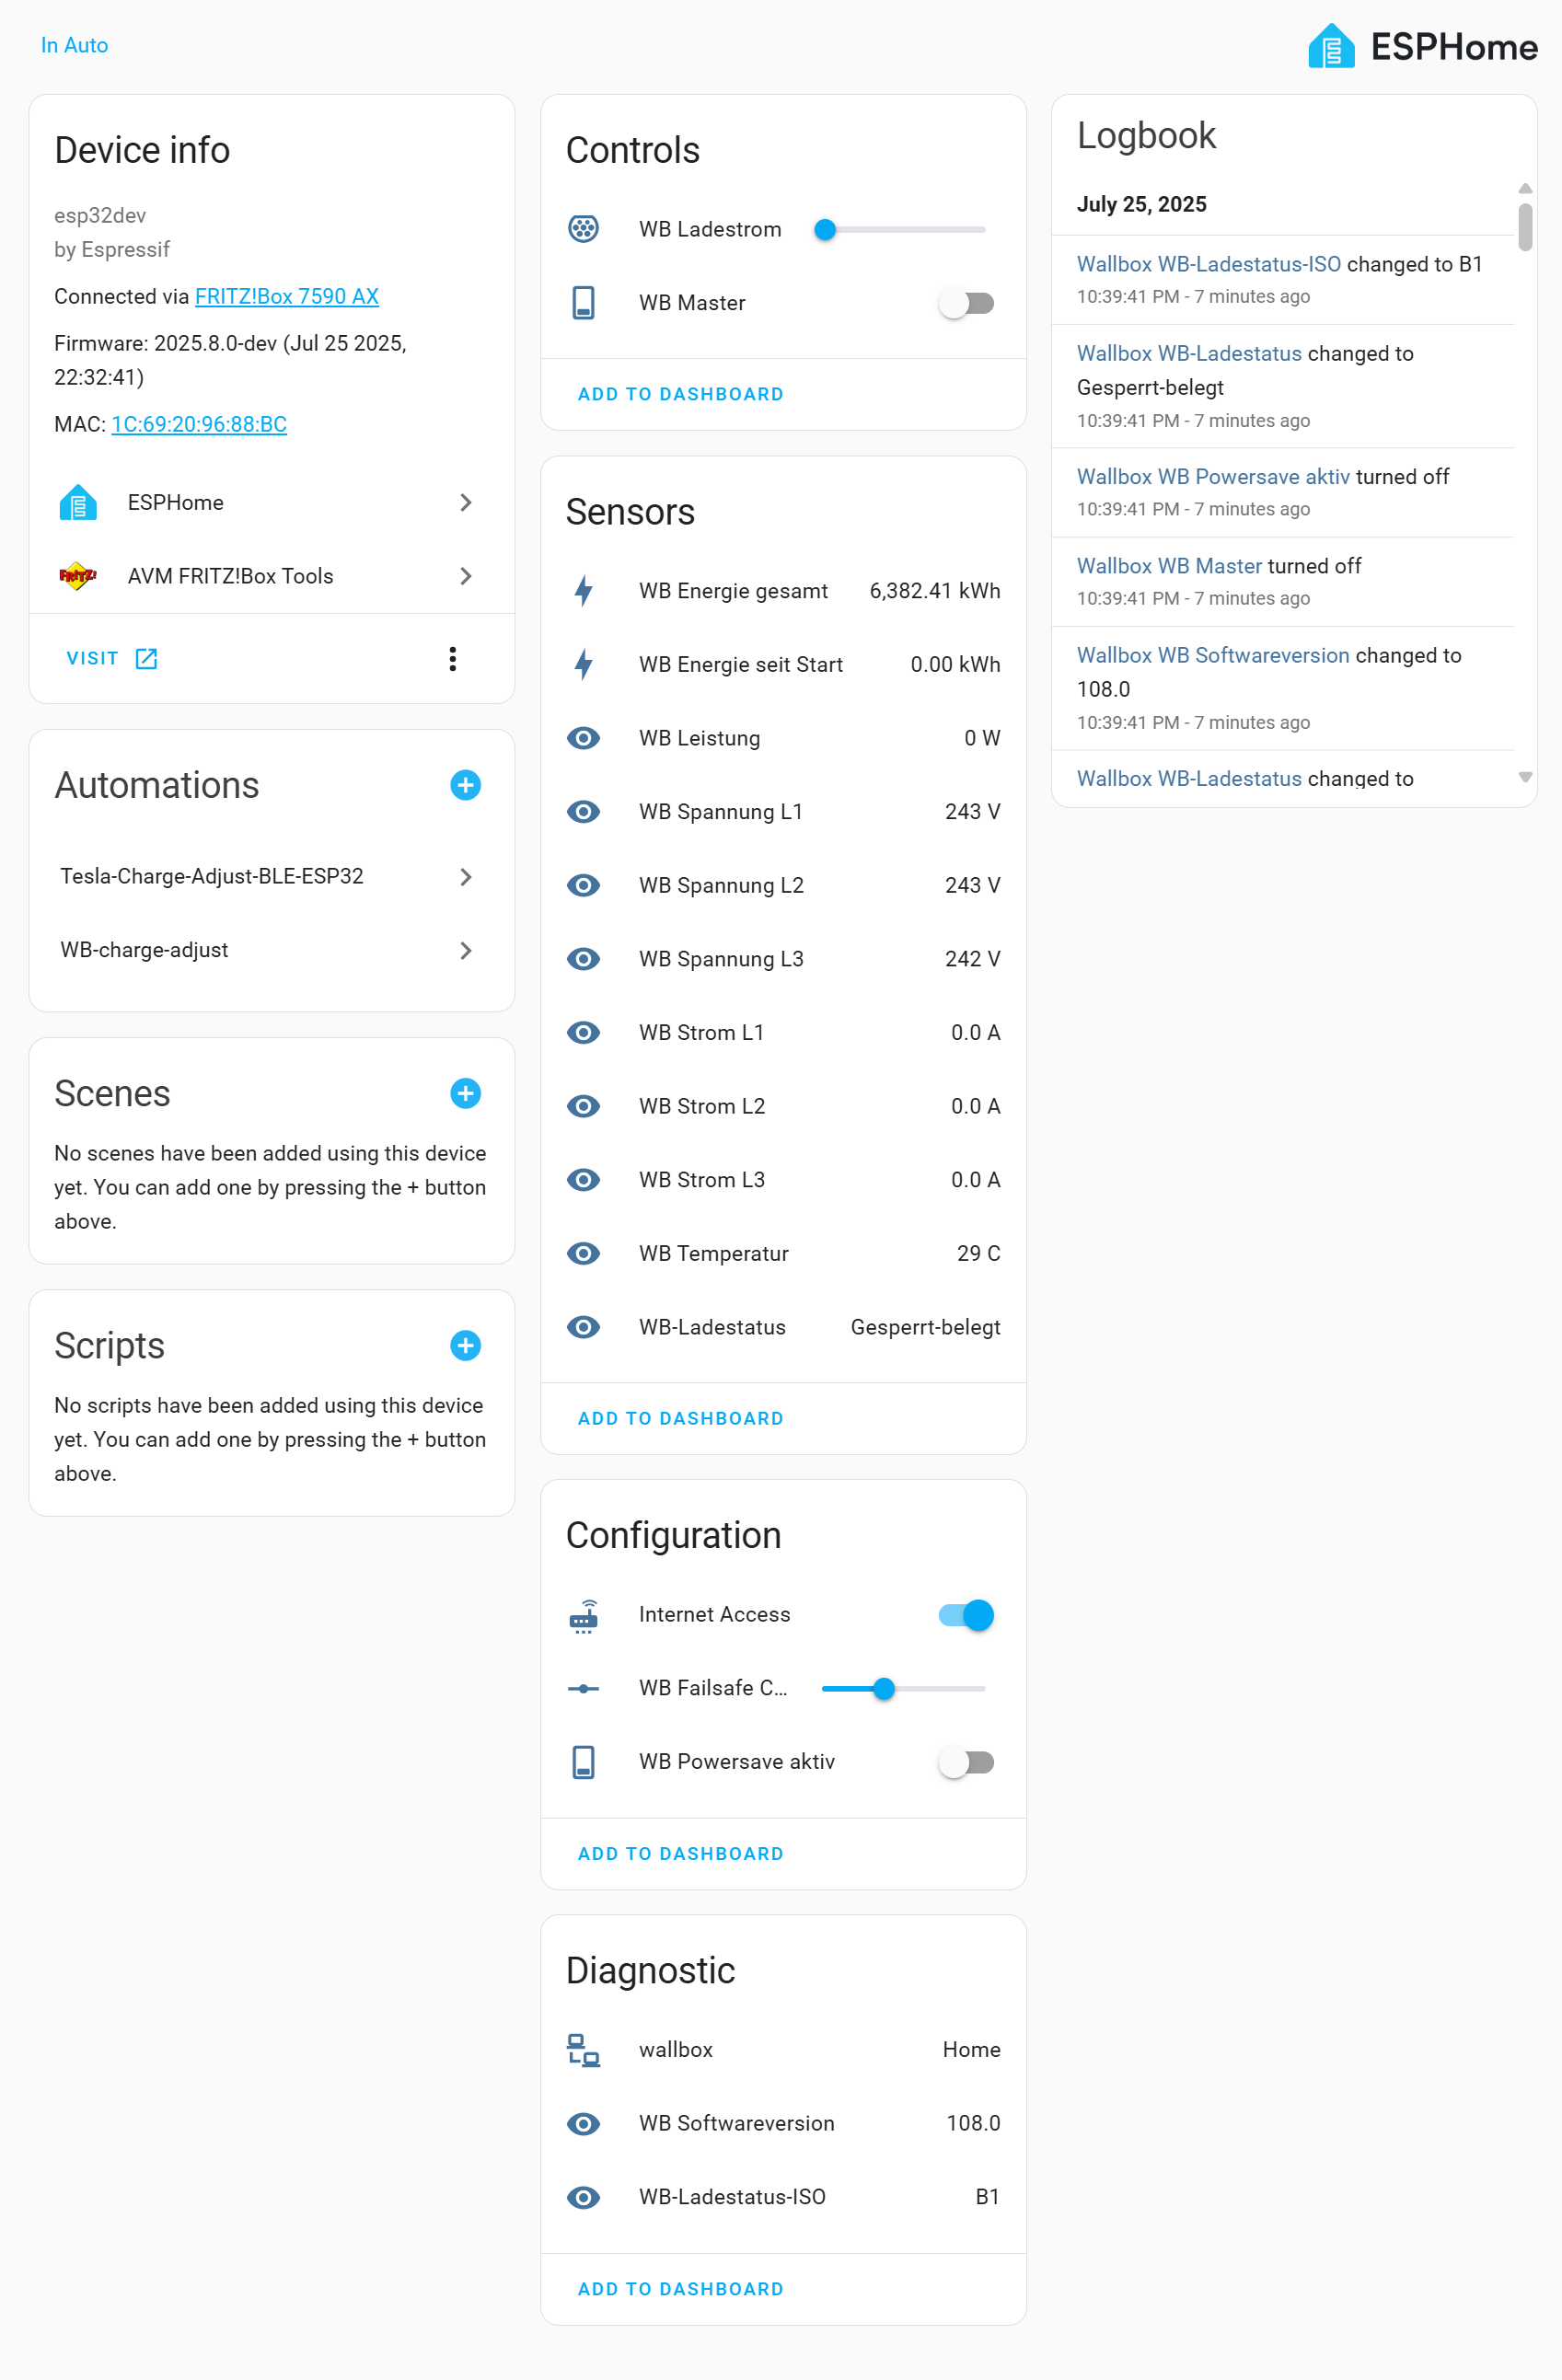 In Auto
ESPHome
Device info
esp32dev
by Espressif
Connected via FRITZ!Box 7590 AX
Firmware: 2025.8.0-dev (Jul 25 2025,
22:32:41)
MAC: 1C:69:20:96:88:BC
ESPHome
FRITZ!
AVM FRITZ!Box Tools
VISIT
Automations
Tesla-Charge-Adjust-BLE-ESP32
WB-charge-adjust
Scenes
No scenes have been added using this device
yet. You can add one by pressing the + button
above.
Scripts
No scripts have been added using this device
yet. You can add one by pressing the + button
above.
Controls
WB Ladestrom
WB Master
ADD TO DASHBOARD
Sensors
WB Energie gesamt 6,382.41 kWh
WB Energie seit Start 0.00 kWh
WB Leistung 0 W
WB Spannung L1 243 V
WB Spannung L2 243 V
WB Spannung L3 242 V
WB Strom L1 0.0 A
WB Strom L2 0.0 A
WB Strom L3 0.0 A
WB Temperatur 29 C
WB-Ladestatus Gesperrt-belegt
ADD TO DASHBOARD
Configuration
Internet Access
WB Failsafe C...
WB Powersave aktiv
ADD TO DASHBOARD
Diagnostic
wallbox Home
WB Softwareversion 108.0
WB-Ladestatus-ISO B1
ADD TO DASHBOARD
Logbook
July 25, 2025
Wallbox WB-Ladestatus-ISO changed to B1
10:39:41 PM - 7 minutes ago
Wallbox WB-Ladestatus changed to
Gesperrt-belegt
10:39:41 PM - 7 minutes ago
Wallbox WB Powersave aktiv turned off
10:39:41 PM - 7 minutes ago
Wallbox WB Master turned off
10:39:41 PM - 7 minutes ago
Wallbox WB Softwareversion changed to
108.0
10:39:41 PM - 7 minutes ago
Wallbox WB-Ladestatus changed to